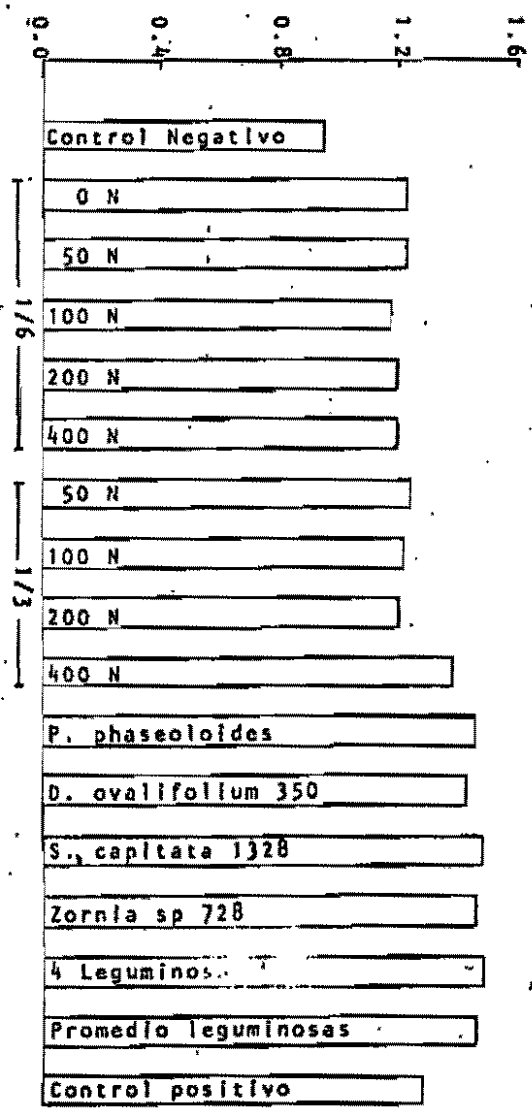 0.0
0.4
0.8
1.2
1.6
Control Negativo
0 N
50 N
100 N
200 N
400 N
1/6
50 N
100 N
200 N
400 N
1/3
P. phaseoloides
D. ovalifolium 350
S., capitata 1328
Zornia sp 728
4 Leguminos.
Promedio leguminosas
Control positivo